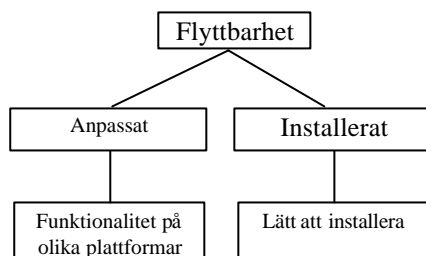 Flyttbarhet
Anpassat
Installerat
Funktionalitet på
olika plattformar
Lätt att installera